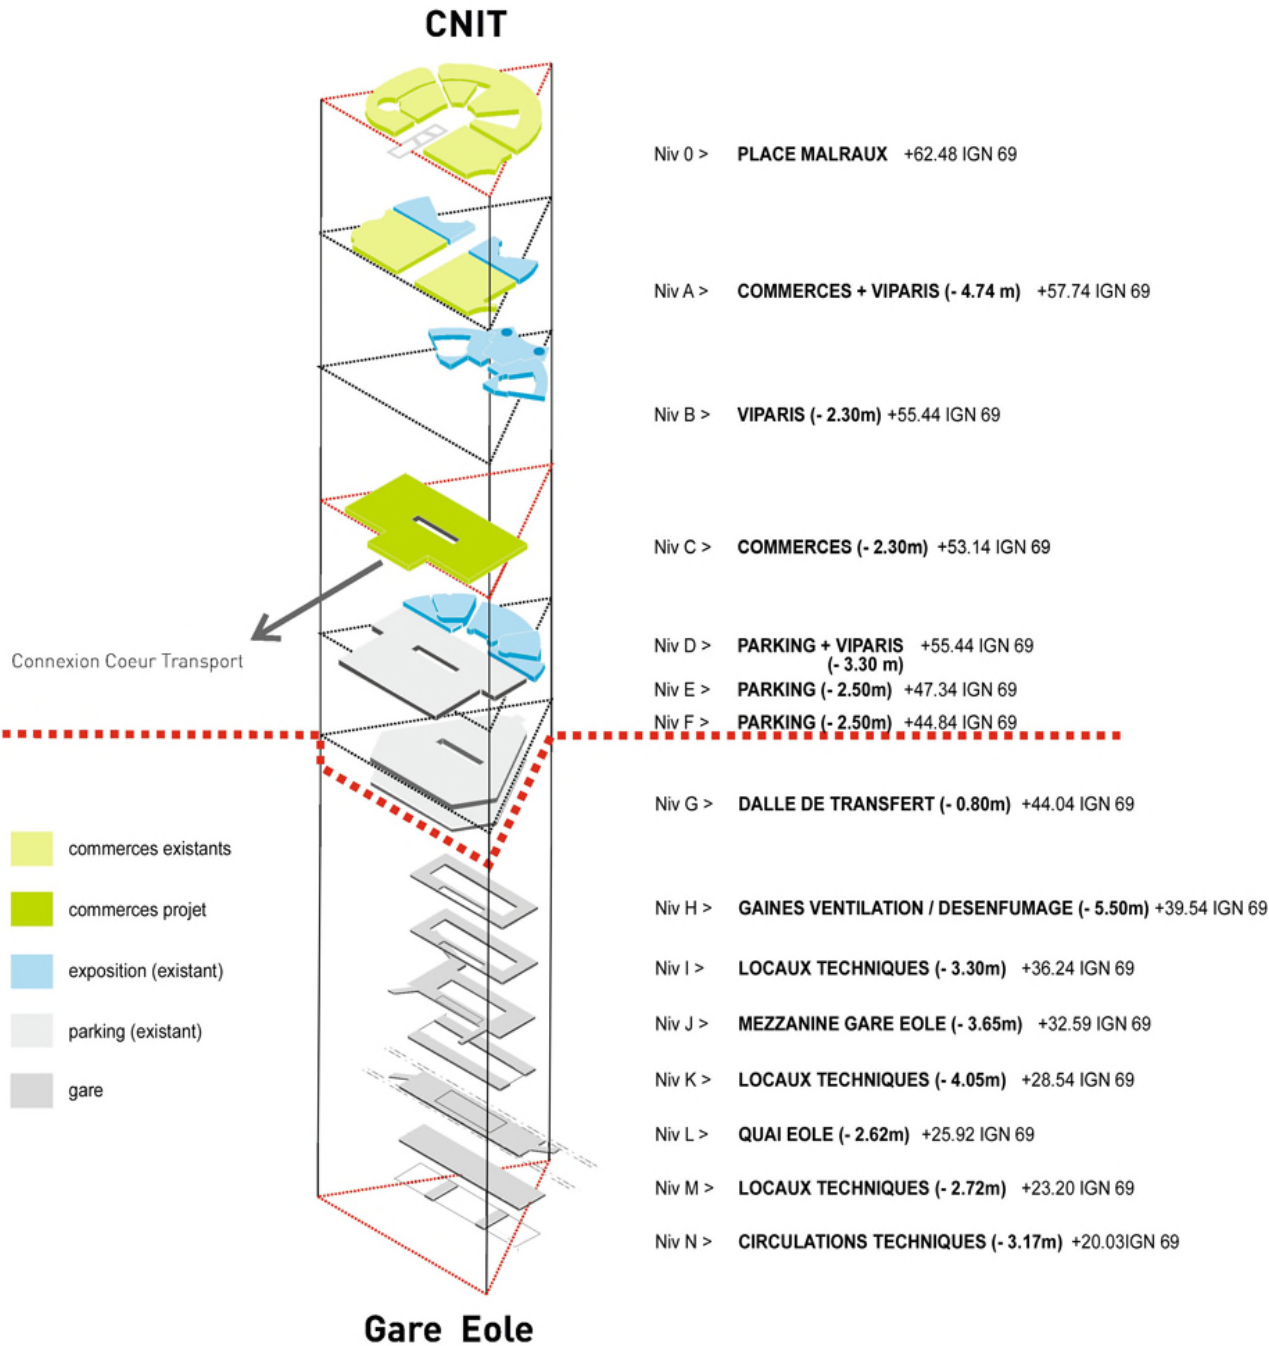 CNIT
Niv 0 > PLACE MALRAUX +62.48 IGN 69
Niv A > COMMERCES + VIPARIS (- 4.74 m) +57.74 IGN 69
Niv B > VIPARIS (- 2.30m) +55.44 IGN 69
Niv C > COMMERCES (- 2.30m) +53.14 IGN 69
Connexion Coeur Transport
Niv D > PARKING + VIPARIS +55.44 IGN 69
(- 3.30 m)
Niv E > PARKING (- 2.50m) +47.34 IGN 69
Niv F > PARKING (- 2.50m) +44.84 IGN 69
Niv G > DALLE DE TRANSFERT (- 0.80m) +44.04 IGN 69
commerces existants
commerces projet
exposition (existant)
parking (existant)
gare
Niv H > GAINES VENTILATION / DESENFUMAGE (- 5.50m) +39.54 IGN 69
Niv I > LOCAUX TECHNIQUES (- 3.30m) +36.24 IGN 69
Niv J > MEZZANINE GARE EOLE (- 3.65m) +32.59 IGN 69
Niv K > LOCAUX TECHNIQUES (- 4.05m) +28.54 IGN 69
Niv L > QUAI EOLE (- 2.62m) +25.92 IGN 69
Niv M > LOCAUX TECHNIQUES (- 2.72m) +23.20 IGN 69
Niv N > CIRCULATIONS TECHNIQUES (- 3.17m) +20.03IGN 69
Gare Eole